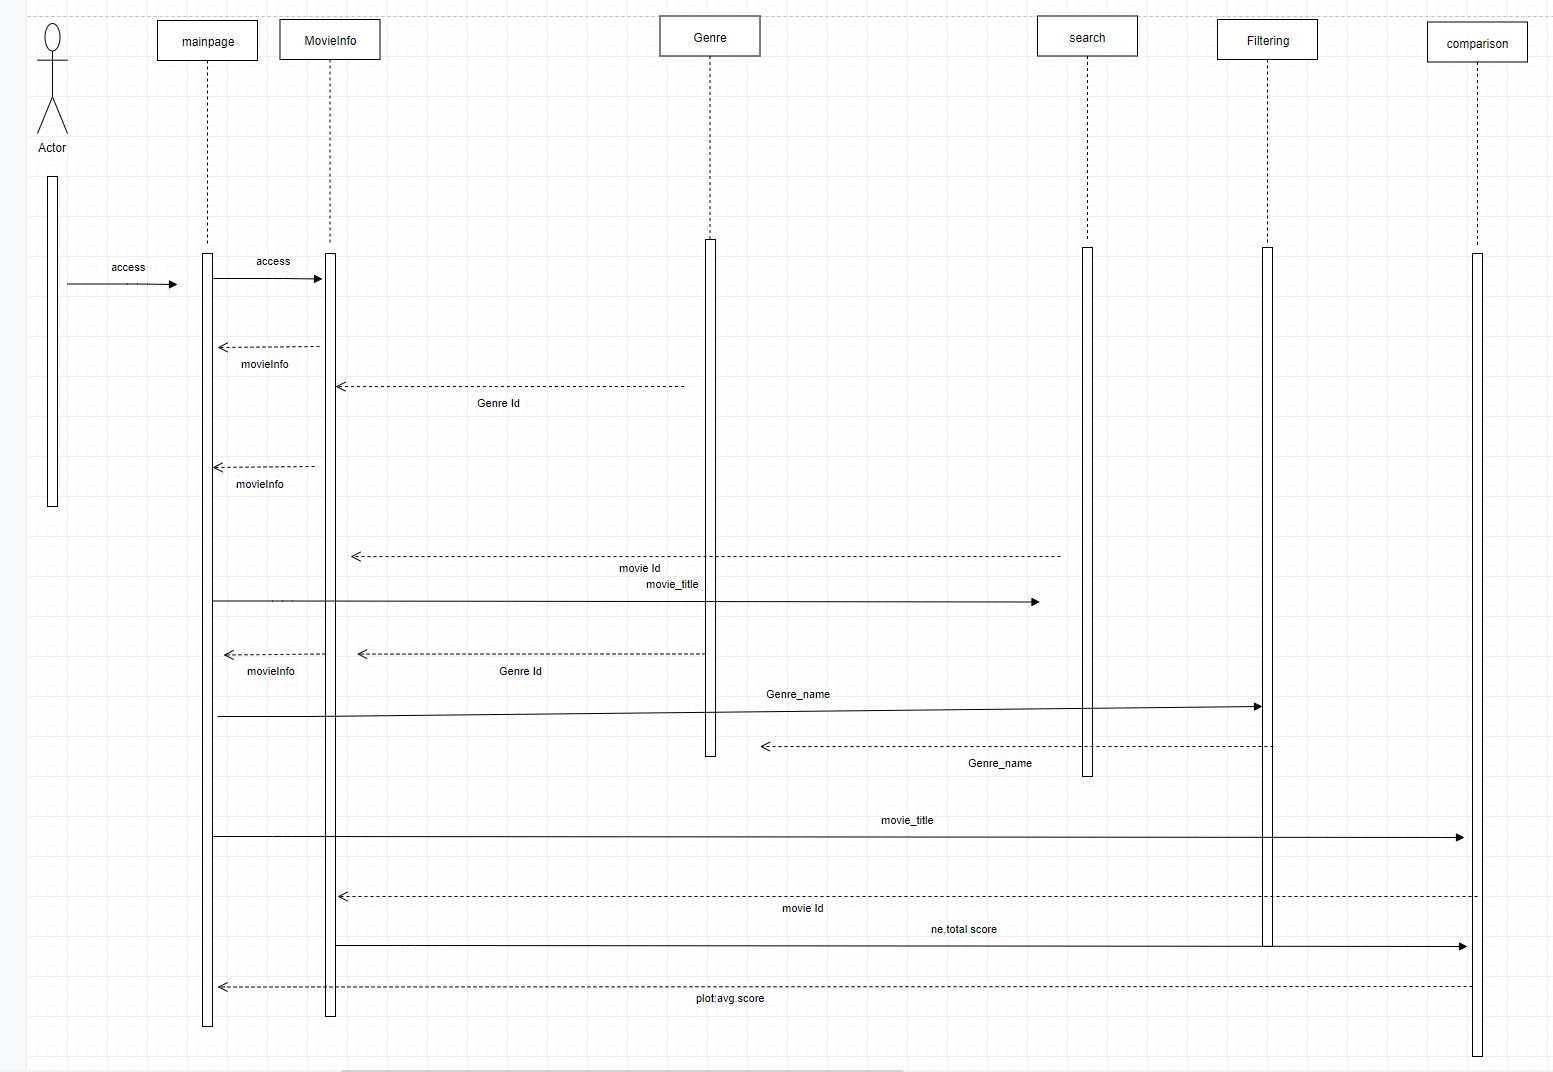 mainpage
MovieInfo
Genre
search
Filtering
comparison
Actor
access
access
movieInfo
Genre Id
movieInfo
movie Id
movie_title
movieInfo
Genre Id
Genre_name
Genre_name
movie_title
movie Id
ne,total score
plot:avg.score